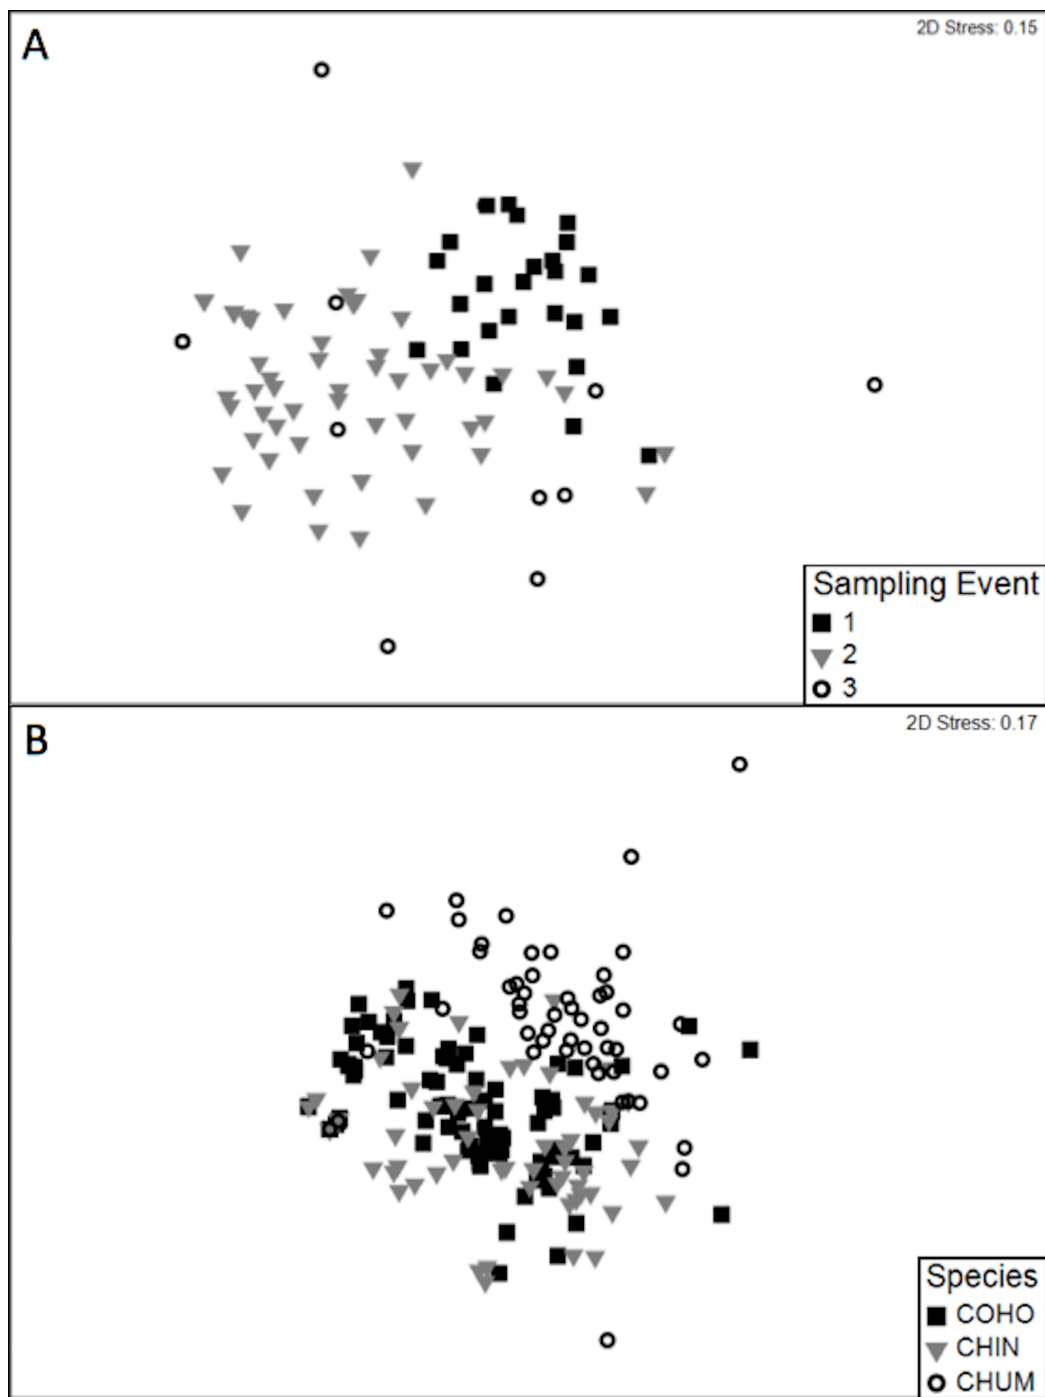 A
2D Stress: 0.15
Sampling Event
1
2
3
B
2D Stress: 0.17
Species
COHO
CHIN
CHUM